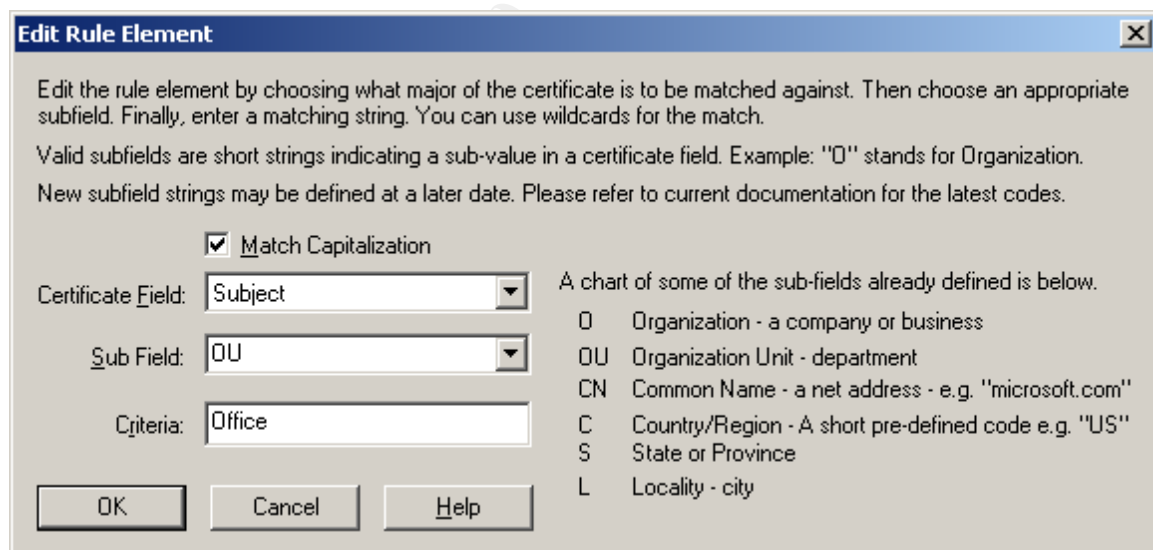 Edit Rule Element
Edit the rule element by choosing what major of the certificate is to be matched against. Then choose an appropriate
subfield. Finally, enter a matching string. You can use wildcards for the match.
Valid subfields are short strings indicating a sub-value in a certificate field. Example: "O" stands for Organization.
New subfield strings may be defined at a later date. Please refer to current documentation for the latest codes.
Match Capitalization
Certificate Field: Subject
Sub Field: OU
Criteria: Office
OK Cancel Help
A chart of some of the sub-fields already defined is below.
O Organization - a company or business
OU Organization Unit - department
CN Common Name - a net address - e.g. "microsoft.com"
C Country/Region - A short pre-defined code e.g. "US"
S State or Province
L Locality - city